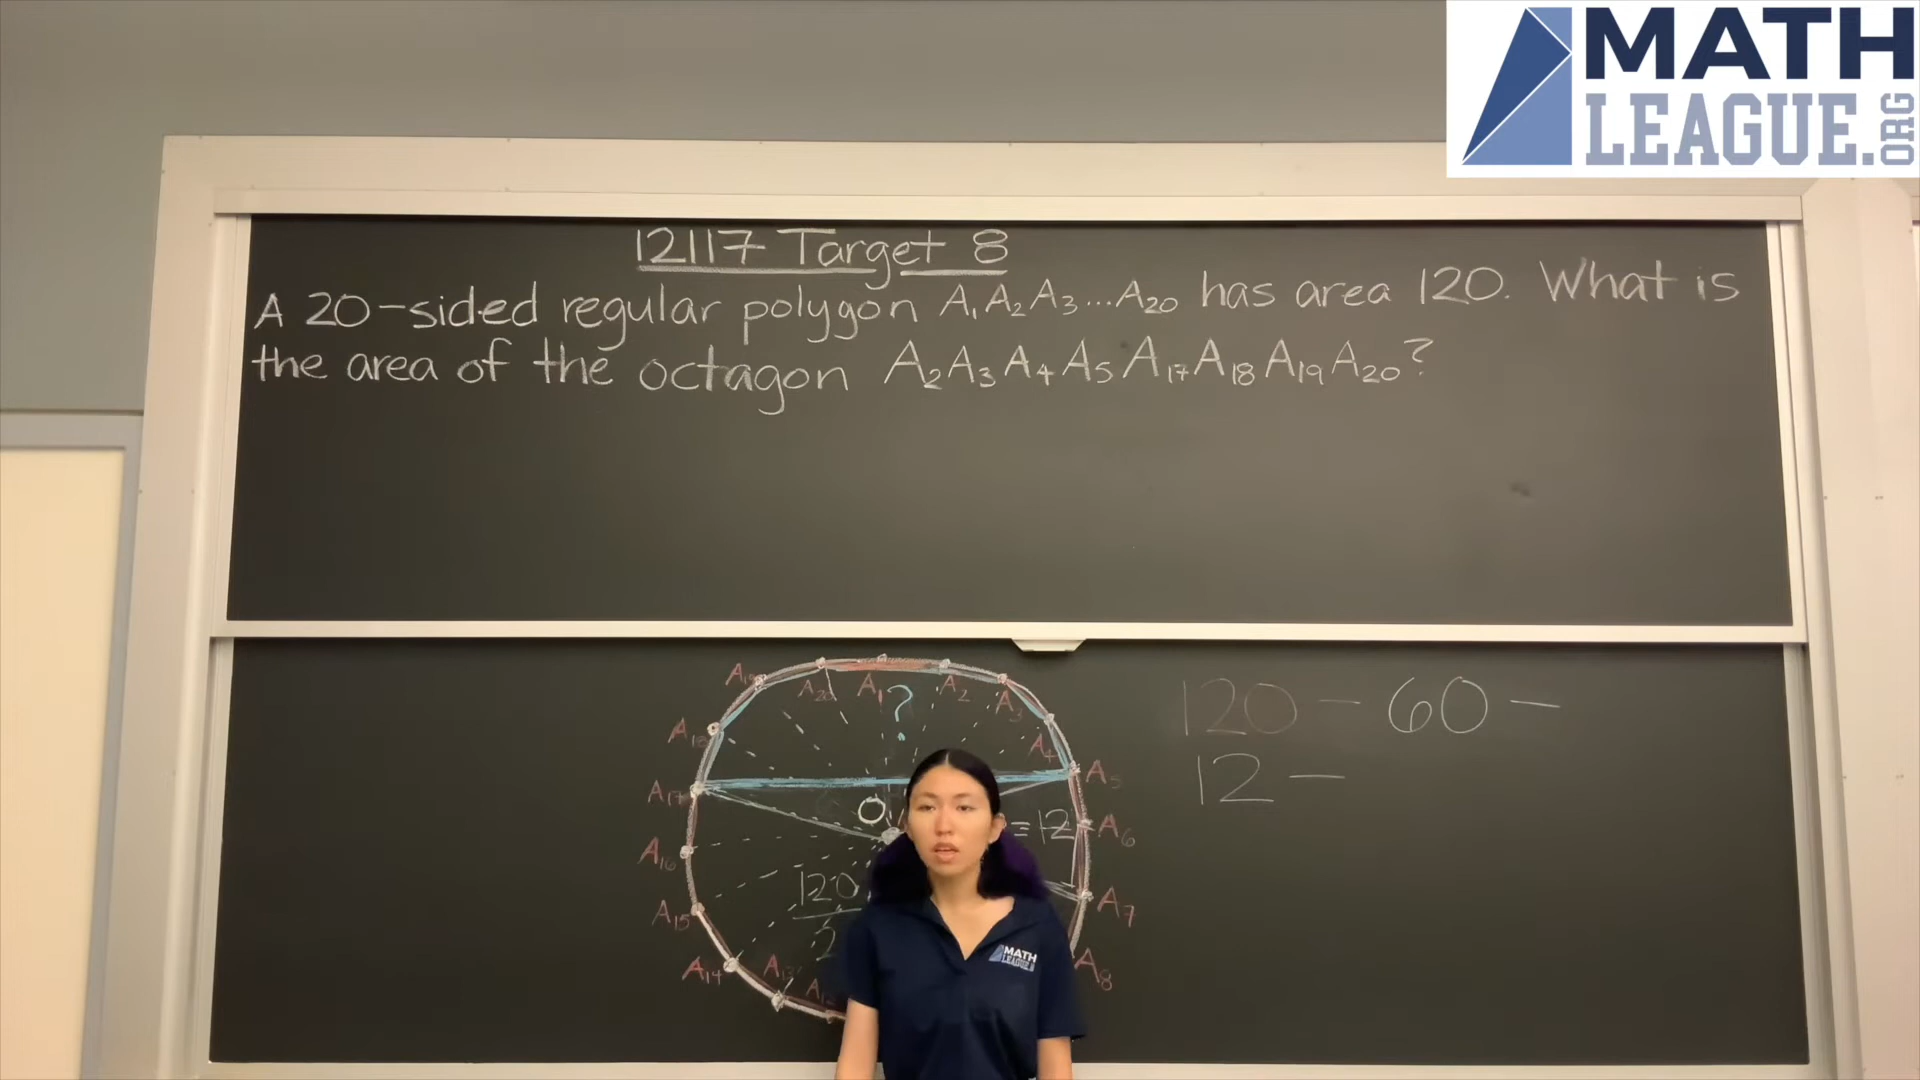 MATH
LEAGUE.ORG
12117 Target 8
A 20-sided regular polygon A₁A₂A₃...A₂₀ has area 120. What is
the area of the octagon A₂A₃A₄A₅A₁₇A₁₈A₁₉A₂₀?
A₁₉ A₂₀ A₁ ? A₂ A₃
A₁₈ A₄
A₁₇ A₅
O
= 12 A₆
A₁₆
120
2
A₁₅ A₇
A₁₄ A₁₃ A₈
120 - 60 -
12 -
MATH
LEAGUE